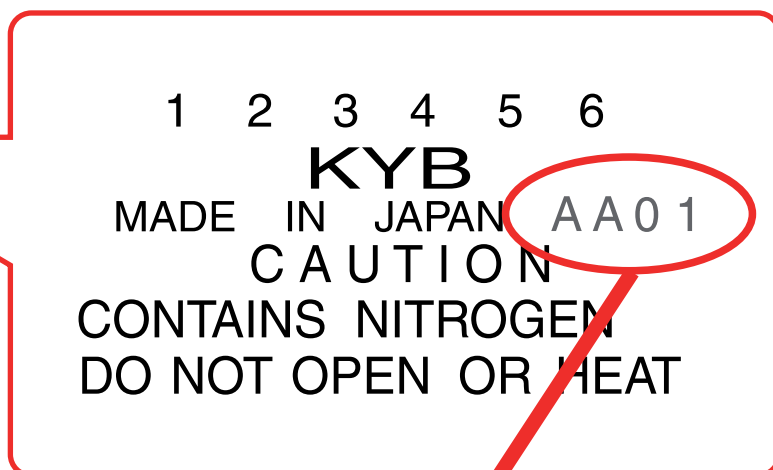 1 2 3 4 5 6
KYB
MADE IN JAPAN AA01
CAUTION
CONTAINS NITROGEN
DO NOT OPEN OR HEAT